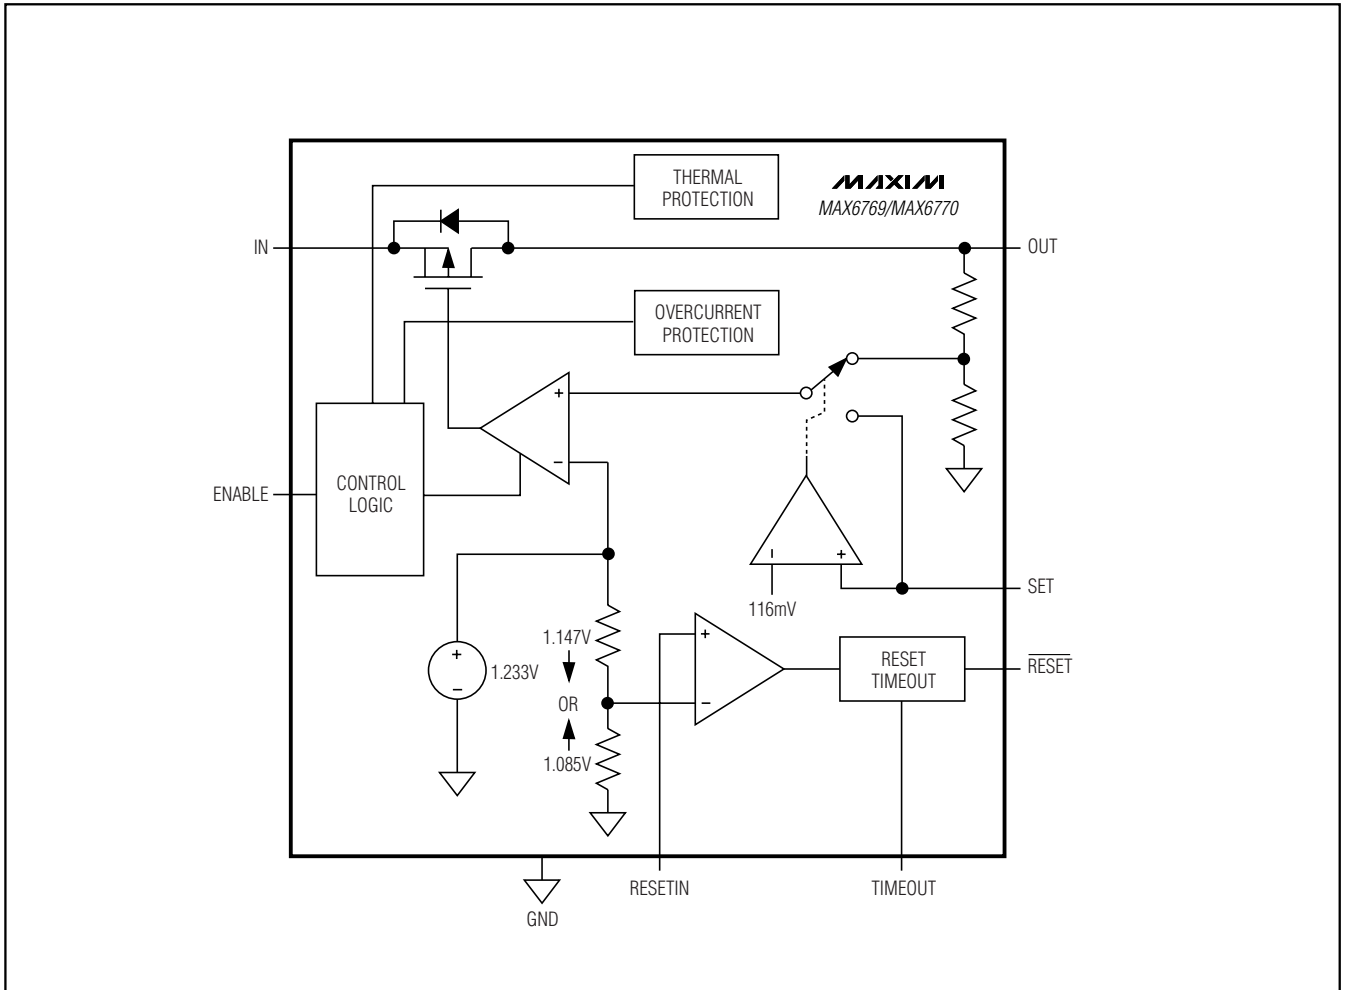 THERMAL
PROTECTION
MAXIM
MAX6769/MAX6770
IN
OUT
OVERCURRENT
PROTECTION
+
−
ENABLE
CONTROL
LOGIC
− +
116mV
SET
1.147V
+
−
1.233V
OR
1.085V
+
−
RESET
TIMEOUT
RESET
GND
RESETIN
TIMEOUT